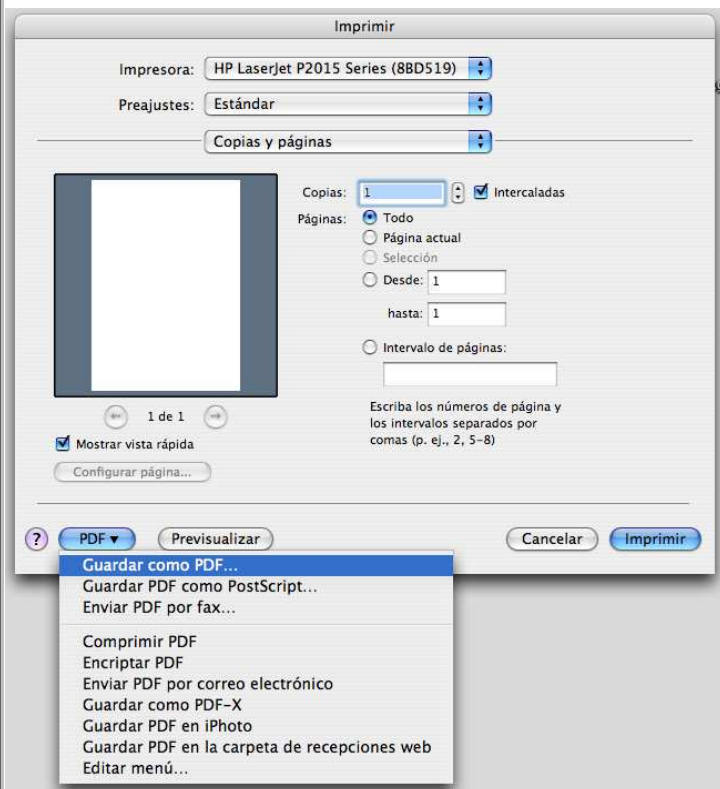 Imprimir
Impresora: HP LaserJet P2015 Series (8BD519)
Preajustes: Estándar
Copias y páginas
Copias: 1 Intercaladas
Páginas: Todo
Página actual
Selección
Desde: 1
hasta: 1
Intervalo de páginas:
Escriba los números de página y
los intervalos separados por
comas (p. ej., 2, 5-8)
1 de 1
Mostrar vista rápida
Configurar página...
? PDF▼ Previsualizar Cancelar Imprimir
Guardar como PDF...
Guardar PDF como PostScript...
Enviar PDF por fax...
Comprimir PDF
Encriptar PDF
Enviar PDF por correo electrónico
Guardar como PDF-X
Guardar PDF en iPhoto
Guardar PDF en la carpeta de recepciones web
Editar menú...